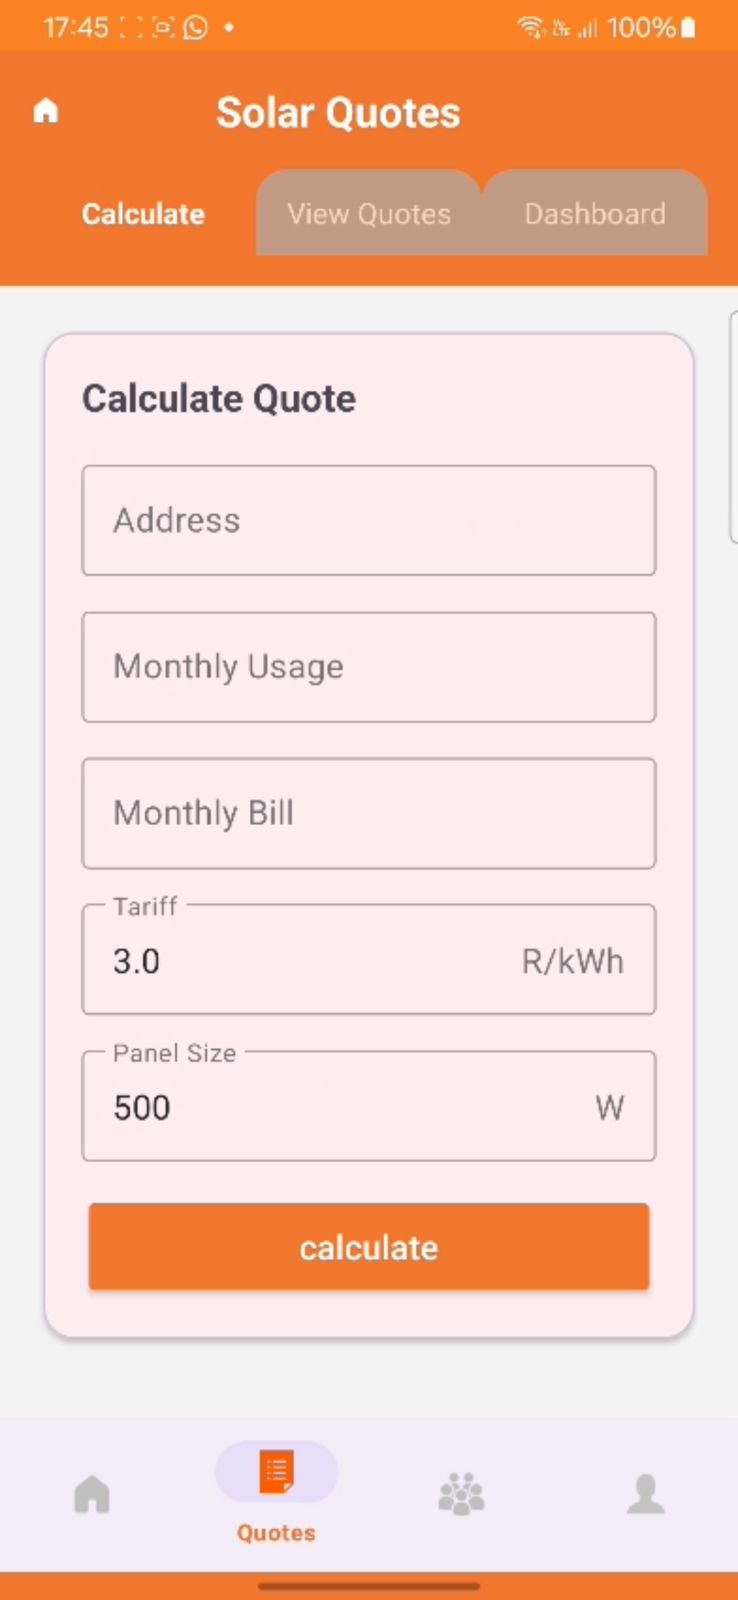 17:45 100%
Solar Quotes
Calculate View Quotes Dashboard
Calculate Quote
Address
Monthly Usage
Monthly Bill
Tariff
3.0 R/kWh
Panel Size
500 W
calculate
Quotes